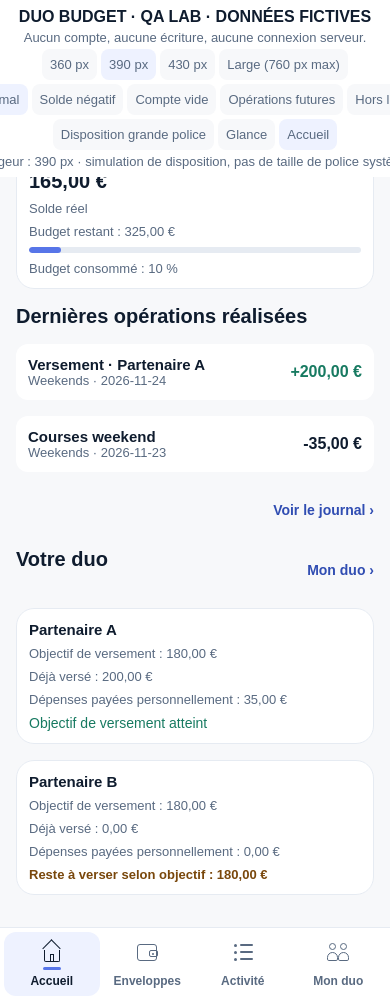 DUO BUDGET · QA LAB · DONNÉES FICTIVES
Aucun compte, aucune écriture, aucune connexion serveur.
360 px 390 px 430 px Large (760 px max)
Solde négatif Compte vide Opérations futures Hors
Disposition grande police Glance Accueil
: 390 px · simulation de disposition, pas de taille de police
165,00 €
Solde réel
Budget restant : 325,00 €
Budget consommé : 10 %
Dernières opérations réalisées
Versement · Partenaire A +200,00 €
Weekends · 2026-11-24
Courses weekend -35,00 €
Weekends · 2026-11-23
Voir le journal ›
Votre duo
Mon duo ›
Partenaire A
Objectif de versement : 180,00 €
Déjà versé : 200,00 €
Dépenses payées personnellement : 35,00 €
Objectif de versement atteint
Partenaire B
Objectif de versement : 180,00 €
Déjà versé : 0,00 €
Dépenses payées personnellement : 0,00 €
Reste à verser selon objectif : 180,00 €
Accueil Enveloppes Activité Mon duo